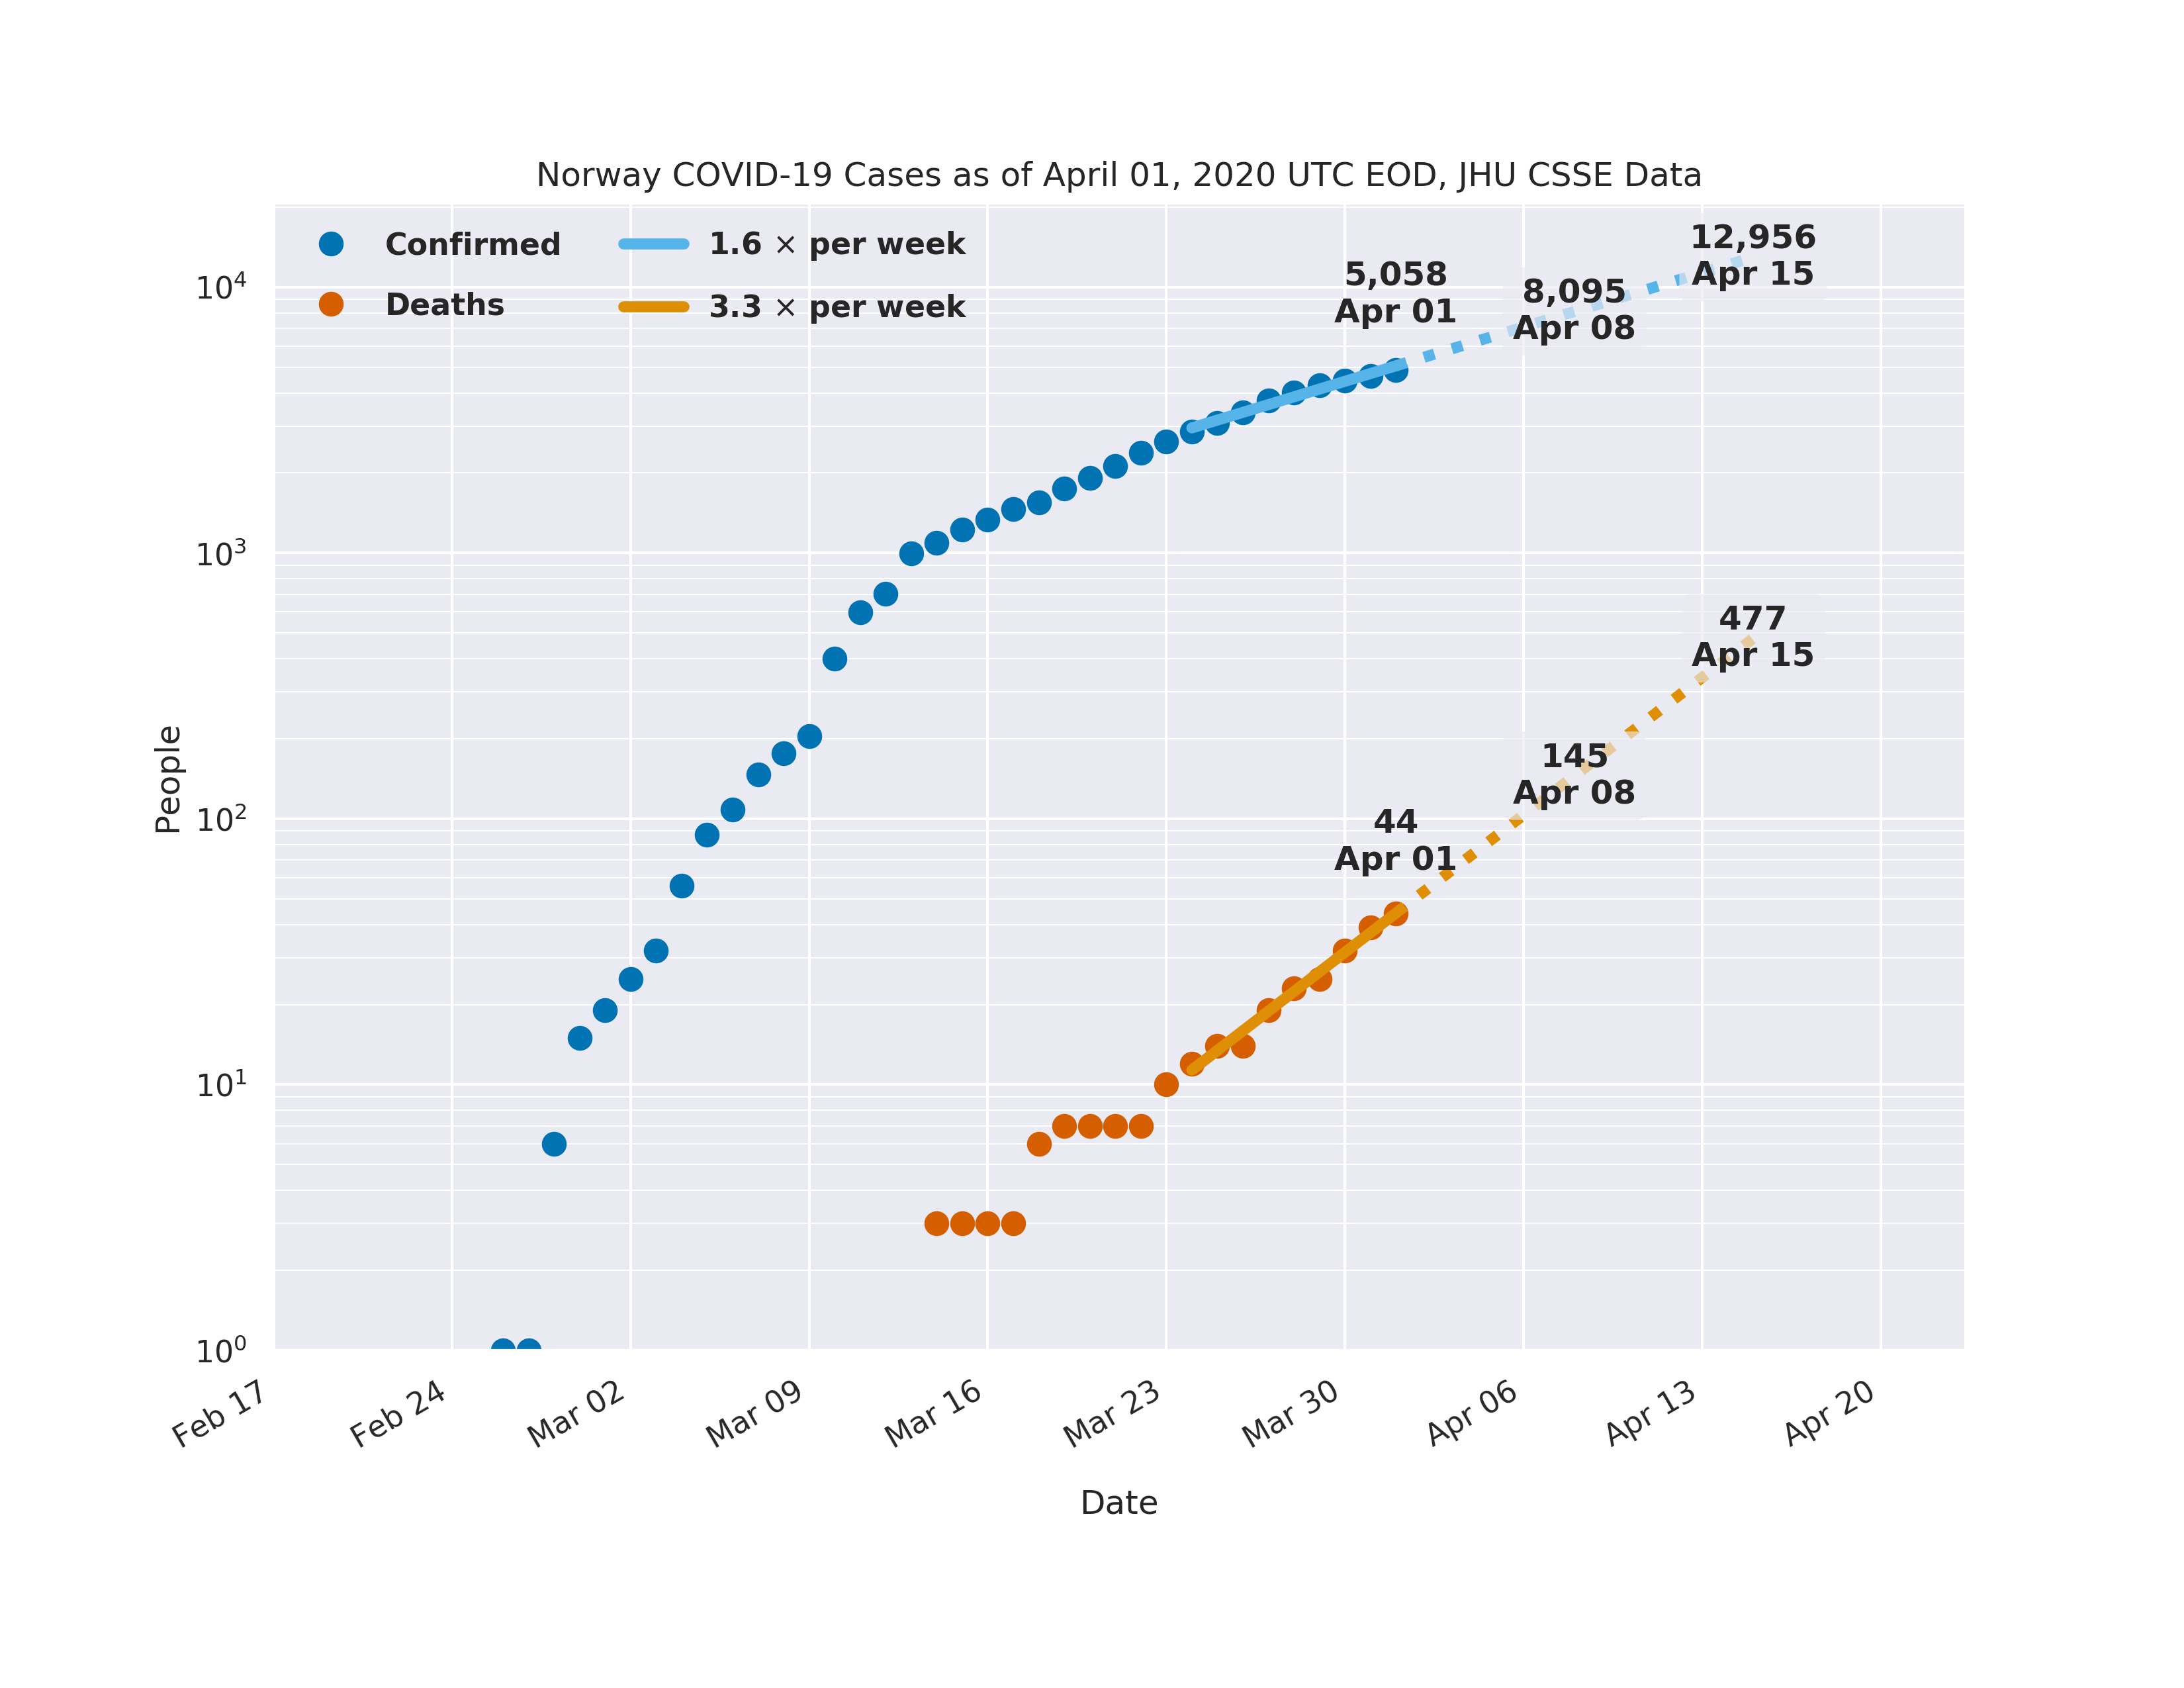 Norway COVID-19 Cases as of April 01, 2020 UTC EOD, JHU CSSE Data
Confirmed
Deaths
1.6 × per week
3.3 × per week
5,058
Apr 01
8,095
Apr 08
12,956
Apr 15
44
Apr 01
145
Apr 08
477
Apr 15
People
10⁴
10³
10²
10¹
10⁰
Feb 17
Feb 24
Mar 02
Mar 09
Mar 16
Mar 23
Mar 30
Apr 06
Apr 13
Apr 20
Date